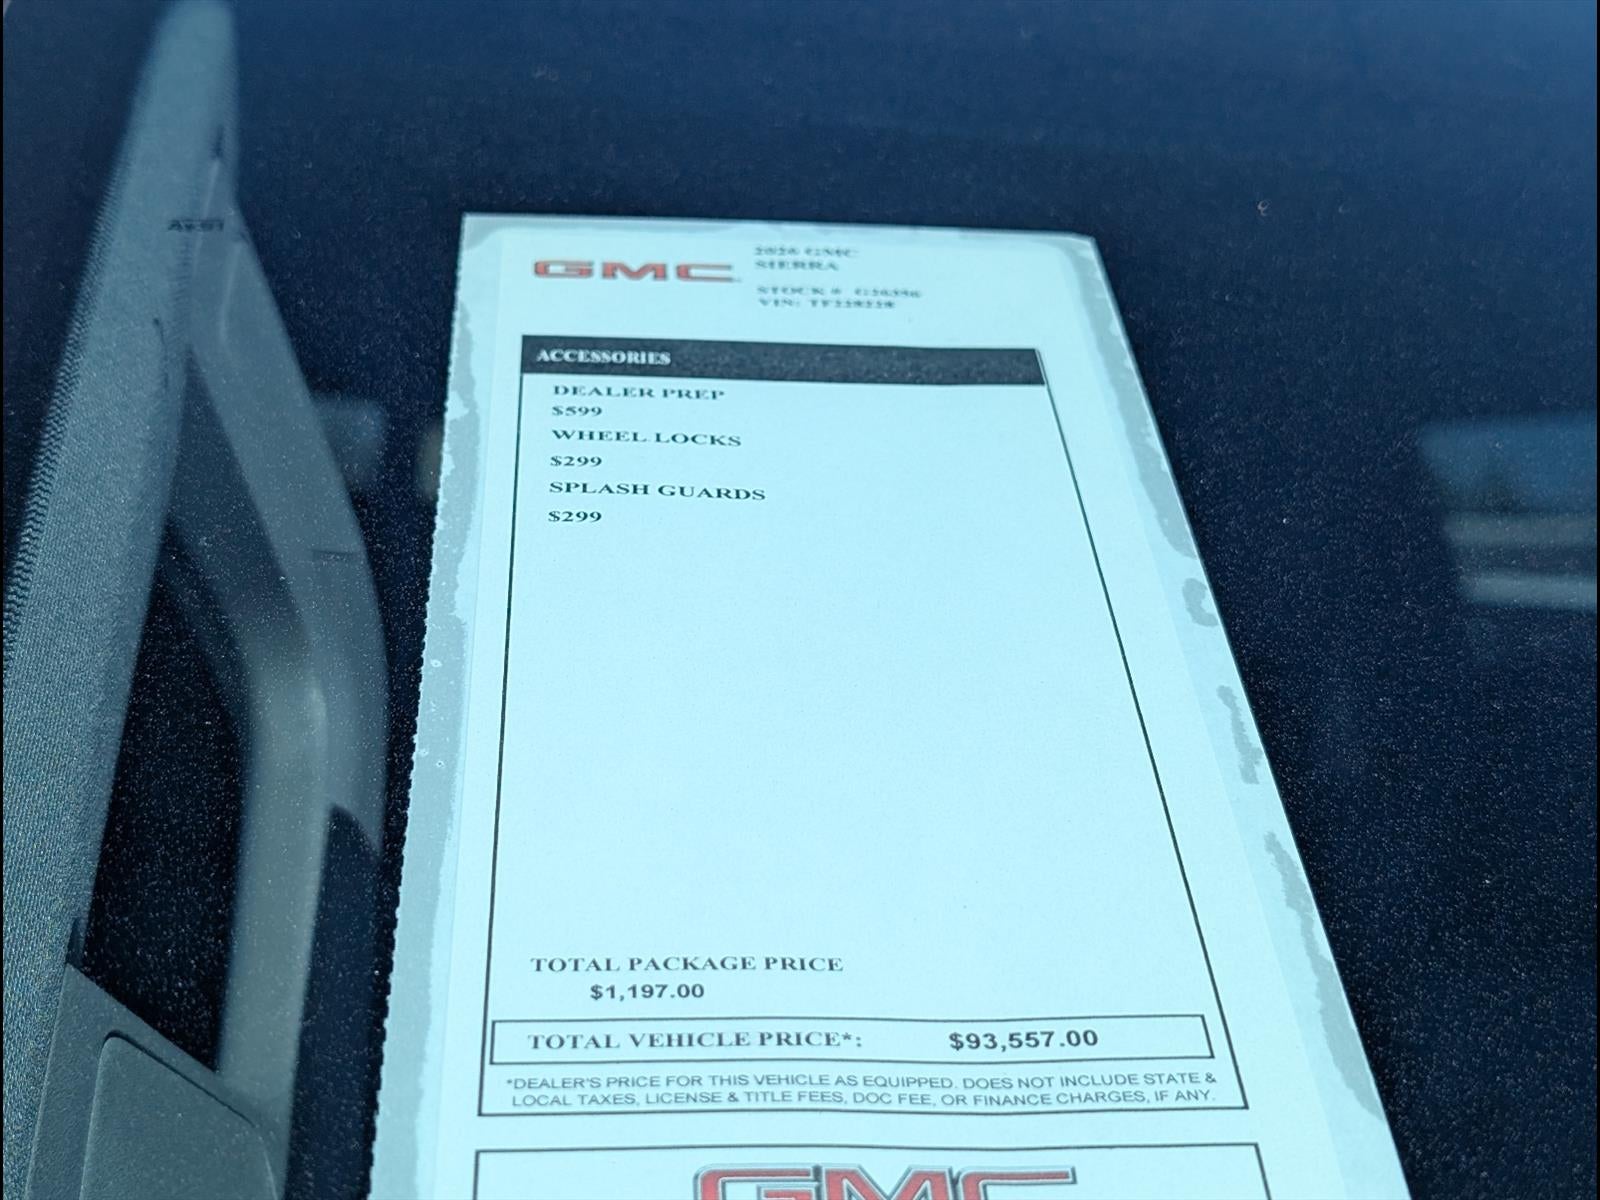 GMC
2026 GMC
SIERRA
STOCK #
VIN:
ACCESSORIES
DEALER PREP
$599
WHEEL LOCKS
$299
SPLASH GUARDS
$299
TOTAL PACKAGE PRICE
$1,197.00
TOTAL VEHICLE PRICE*: $93,557.00
*DEALER'S PRICE FOR THIS VEHICLE AS EQUIPPED. DOES NOT INCLUDE STATE &
LOCAL TAXES, LICENSE & TITLE FEES, DOC FEE, OR FINANCE CHARGES, IF ANY.
GMC